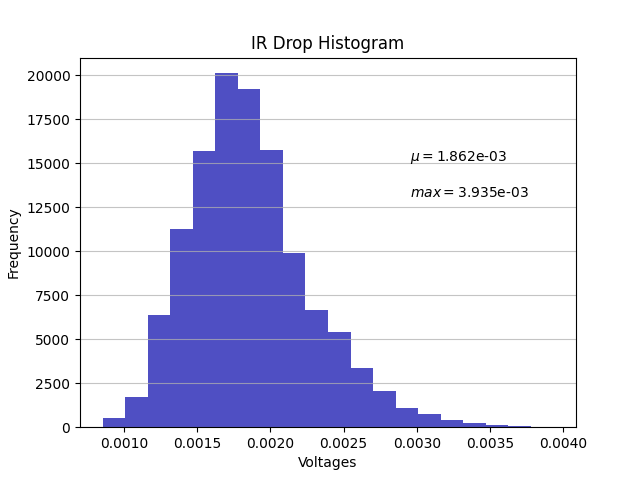 IR Drop Histogram
20000
17500
15000
12500
10000
7500
5000
2500
0
Frequency
μ = 1.862e-03
max = 3.935e-03
0.0010 0.0015 0.0020 0.0025 0.0030 0.0035 0.0040
Voltages